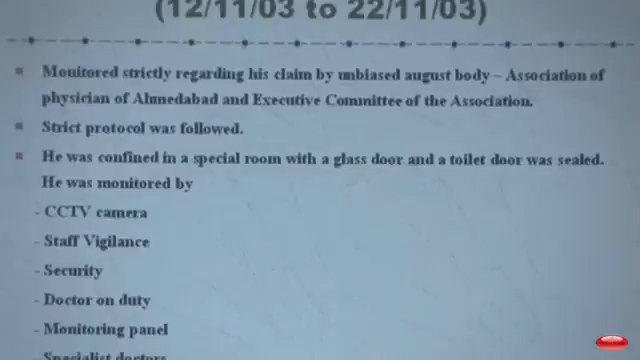 (12/11/03 to 22/11/03)
Monitored strictly regarding his claim by unbiased august body – Association of
physician of Ahmedabad and Executive Committee of the Association.
Strict protocol was followed.
He was confined in a special room with a glass door and a toilet door was sealed.
He was monitored by
- CCTV camera
- Staff Vigilance
- Security
- Doctor on duty
- Monitoring panel
- Specialist doctors